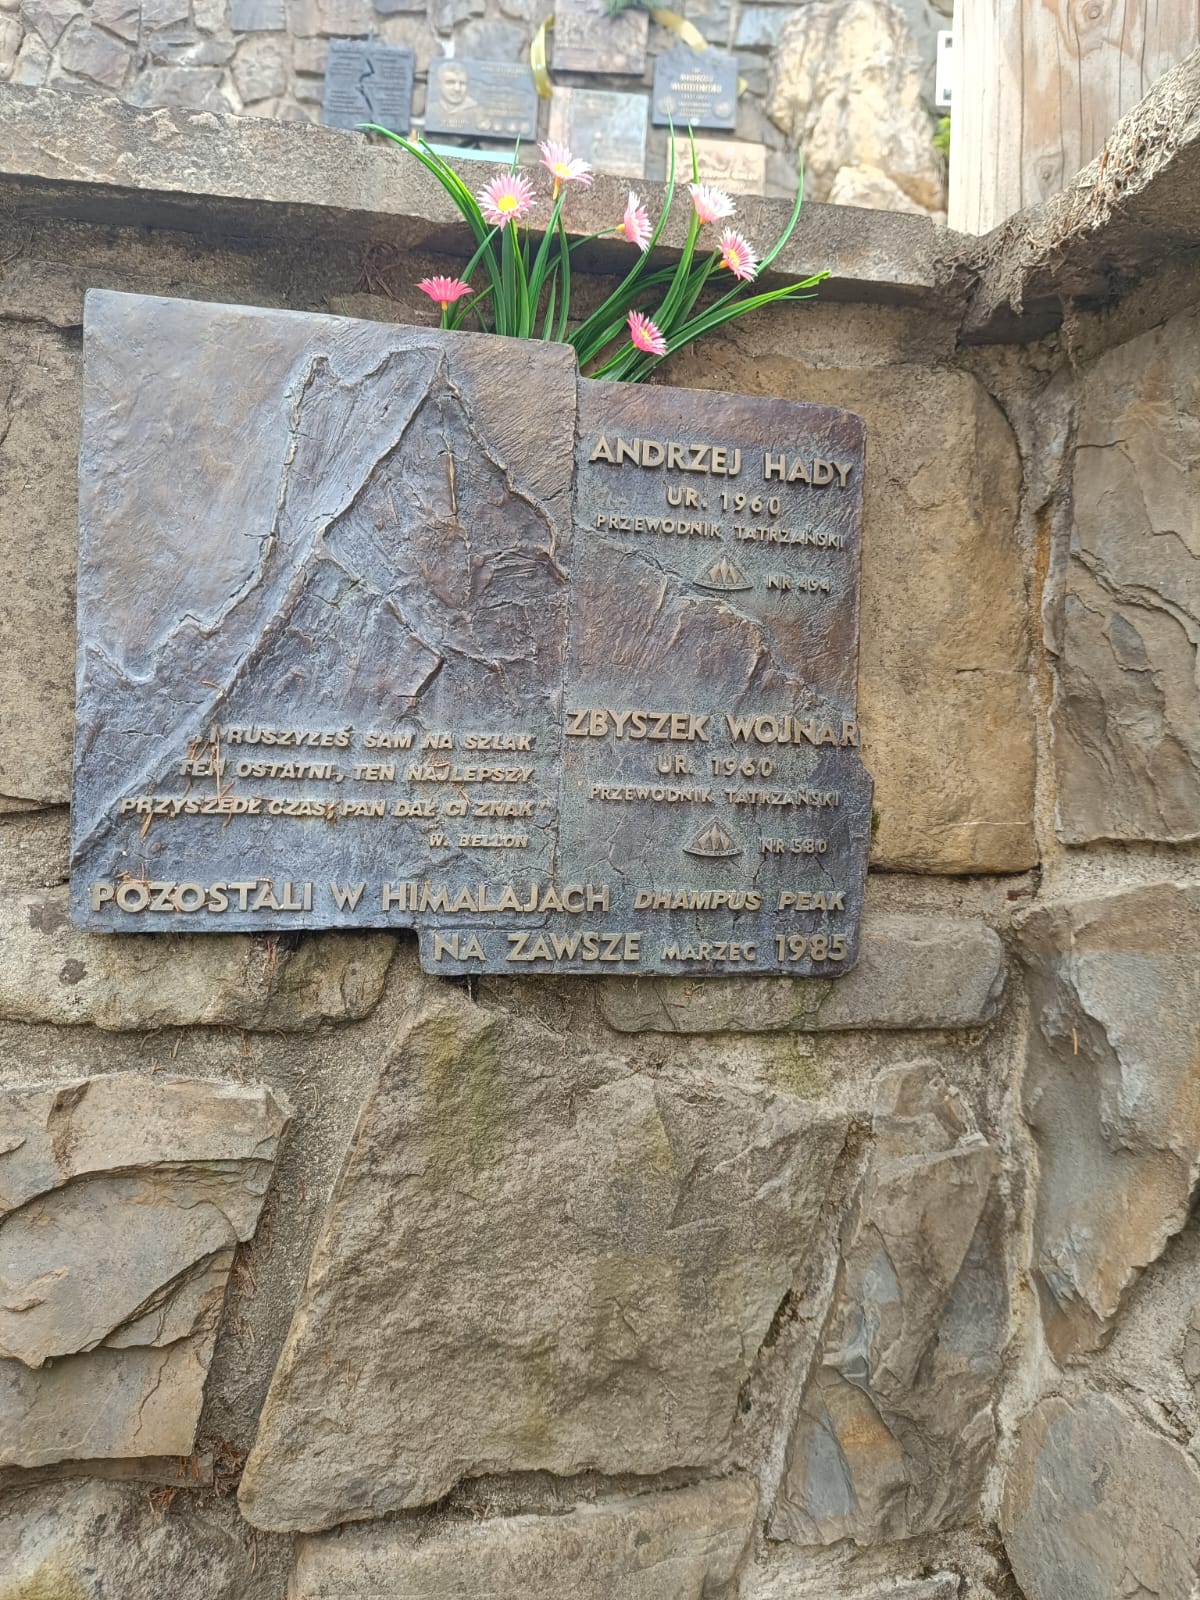 ANDRZEJ
ANDRZEJ HADY
UR. 1960
PRZEWODNIK TATRZAŃSKI
NR 494
ZBYSZEK WOJNAR
UR. 1960
PRZEWODNIK TATRZAŃSKI
NR 580
„I RUSZYŻEŚ SAM NA SZLAK
TEN OSTATNI, TEN NAJLEPSZY
PRZYSZEDŁ CZAS, PAN DAŁ CI ZNAK"
W. BELLON
POZOSTALI W HIMALAJACH DHAMPUS PEAK
NA ZAWSZE MARZEC 1985